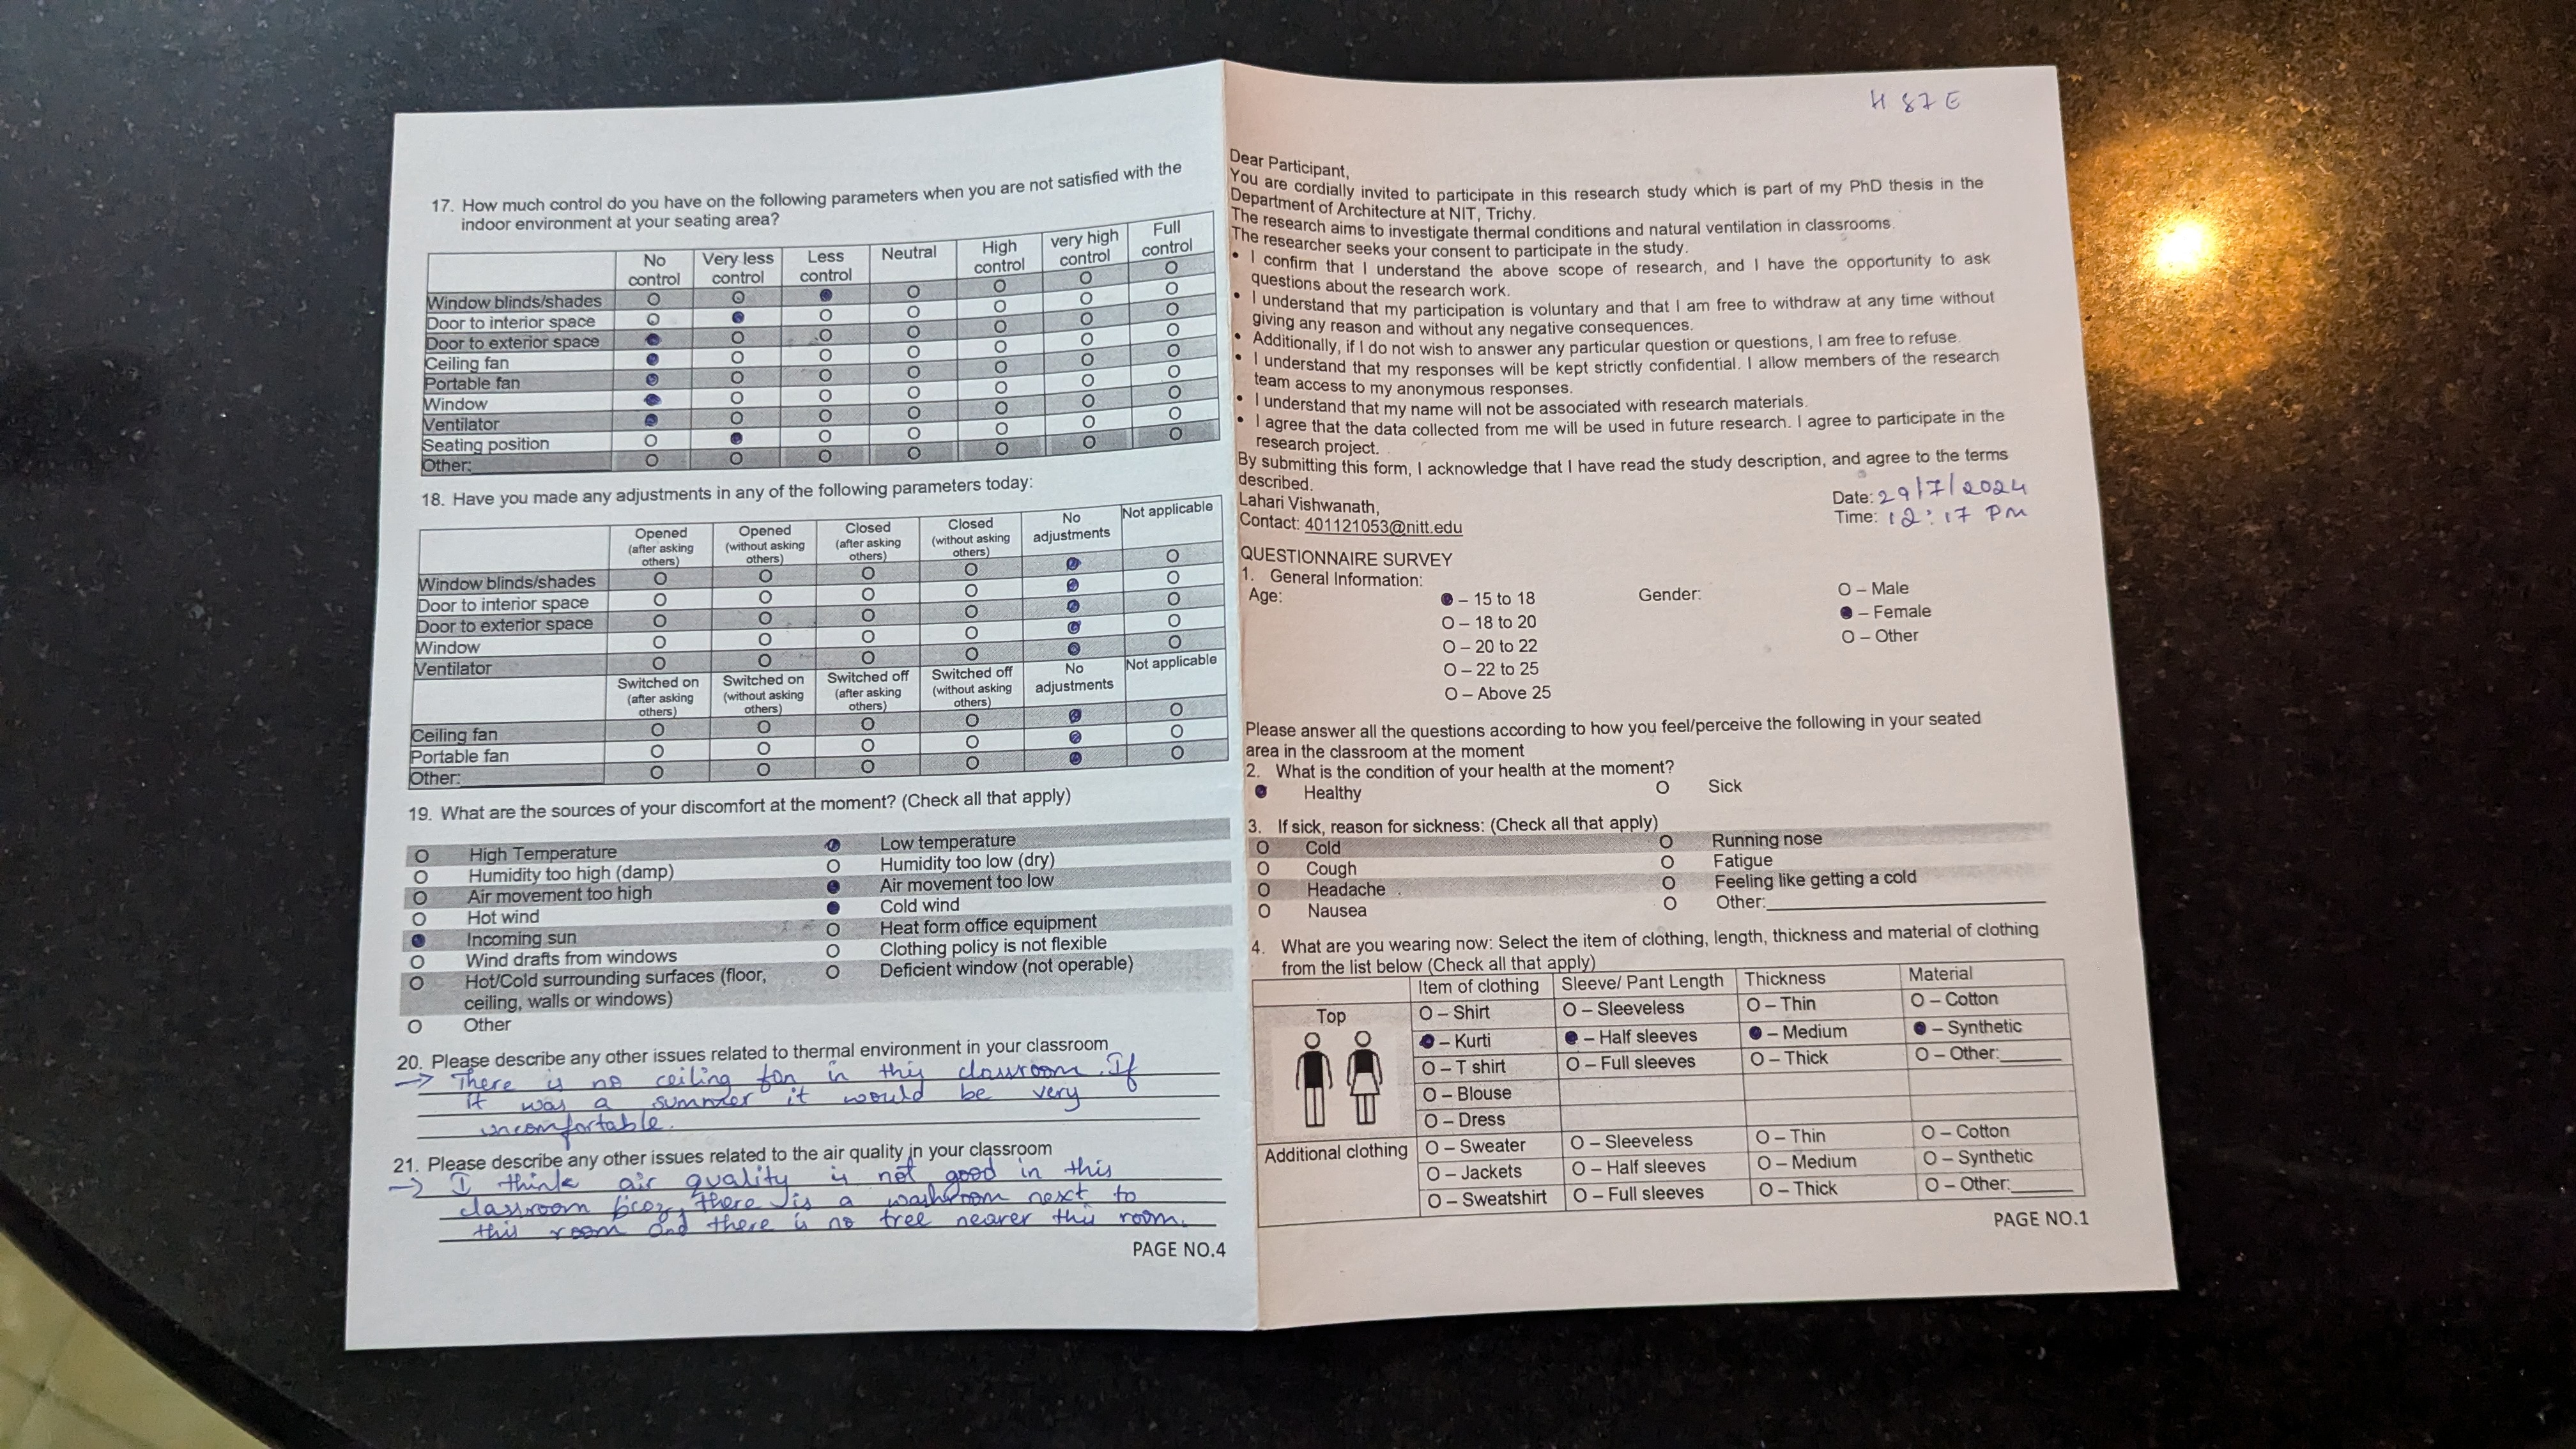 17. How much control do you have on the following parameters when you are not satisfied with the
indoor environment at your seating area?
No control Very less control Less control Neutral High control very high control Full control
Window blinds/shades O O ● O O O O
Door to interior space O ● O O O O O
Door to exterior space ● O O O O O O
Ceiling fan ● O O O O O O
Portable fan ● O O O O O O
Window ● O O O O O O
Ventilator ● O O O O O O
Seating position O ● O O O O O
Other: O O O O O O O
18. Have you made any adjustments in any of the following parameters today:
Opened (after asking others) Opened (without asking others) Closed (after asking others) Closed (without asking others) No adjustments Not applicable
Window blinds/shades O O O O ● O
Door to interior space O O O O ● O
Door to exterior space O O O O ● O
Window O O O O ● O
Ventilator O O O O ● O
Switched on (after asking others) Switched on (without asking others) Switched off (after asking others) Switched off (without asking others) No adjustments Not applicable
Ceiling fan O O O O ● O
Portable fan O O O O ● O
Other: O O O O ● O
19. What are the sources of your discomfort at the moment? (Check all that apply)
O High Temperature ● Low temperature
O Humidity too high (damp) O Humidity too low (dry)
O Air movement too high ● Air movement too low
O Hot wind ● Cold wind
● Incoming sun O Heat form office equipment
O Wind drafts from windows O Clothing policy is not flexible
O Hot/Cold surrounding surfaces (floor, O Deficient window (not operable)
ceiling, walls or windows)
O Other
20. Please describe any other issues related to thermal environment in your classroom
→ There is no ceiling fan in this classroom. If
it was a summer it would be very
uncomfortable.
21. Please describe any other issues related to the air quality in your classroom
→ I think air quality is not good in this
classroom bcoz, there is a washroom next to
this room and there is no tree nearer this room.
PAGE NO.4
H 87 E
Dear Participant,
You are cordially invited to participate in this research study which is part of my PhD thesis in the
Department of Architecture at NIT, Trichy.
The research aims to investigate thermal conditions and natural ventilation in classrooms.
The researcher seeks your consent to participate in the study.
• I confirm that I understand the above scope of research, and I have the opportunity to ask
questions about the research work.
• I understand that my participation is voluntary and that I am free to withdraw at any time without
giving any reason and without any negative consequences.
• Additionally, if I do not wish to answer any particular question or questions, I am free to refuse.
• I understand that my responses will be kept strictly confidential. I allow members of the research
team access to my anonymous responses.
• I understand that my name will not be associated with research materials.
• I agree that the data collected from me will be used in future research. I agree to participate in the
research project.
By submitting this form, I acknowledge that I have read the study description, and agree to the terms
described.
Lahari Vishwanath,
Contact: 401121053@nitt.edu
Date: 29/7/2024
Time: 12:17 PM
QUESTIONNAIRE SURVEY
1. General Information:
Age: ● – 15 to 18 Gender: O – Male
O – 18 to 20 ● – Female
O – 20 to 22 O – Other
O – 22 to 25
O – Above 25
Please answer all the questions according to how you feel/perceive the following in your seated
area in the classroom at the moment
2. What is the condition of your health at the moment?
● Healthy O Sick
3. If sick, reason for sickness: (Check all that apply)
O Cold O Running nose
O Cough O Fatigue
O Headache O Feeling like getting a cold
O Nausea O Other:
4. What are you wearing now: Select the item of clothing, length, thickness and material of clothing
from the list below (Check all that apply)
Item of clothing Sleeve/ Pant Length Thickness Material
Top O – Shirt O – Sleeveless O – Thin O – Cotton
● – Kurti ● – Half sleeves ● – Medium ● – Synthetic
O – T shirt O – Full sleeves O – Thick O – Other:
O – Blouse
O – Dress
Additional clothing O – Sweater O – Sleeveless O – Thin O – Cotton
O – Jackets O – Half sleeves O – Medium O – Synthetic
O – Sweatshirt O – Full sleeves O – Thick O – Other:
PAGE NO.1